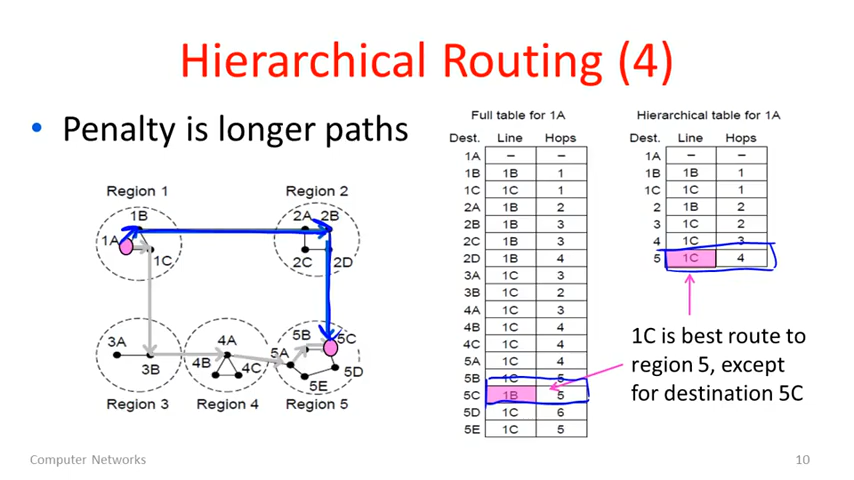 Hierarchical Routing (4)
• Penalty is longer paths
Region 1
Region 2
1B
2A 2B
1A
1C
2C
2D
3A
4A
5B
5C
3B
4B
4C
5A
5D
5E
Region 3
Region 4
Region 5
Full table for 1A
Dest. Line Hops
1A – –
1B 1B 1
1C 1C 1
2A 1B 2
2B 1B 3
2C 1B 3
2D 1B 4
3A 1C 3
3B 1C 2
4A 1C 3
4B 1C 4
4C 1C 4
5A 1C 4
5B 1C 5
5C 1B 5
5D 1C 6
5E 1C 5
Hierarchical table for 1A
Dest. Line Hops
1A – –
1B 1B 1
1C 1C 1
2 1B 2
3 1C 2
4 1C 3
5 1C 4
1C is best route to
region 5, except
for destination 5C
Computer Networks
10